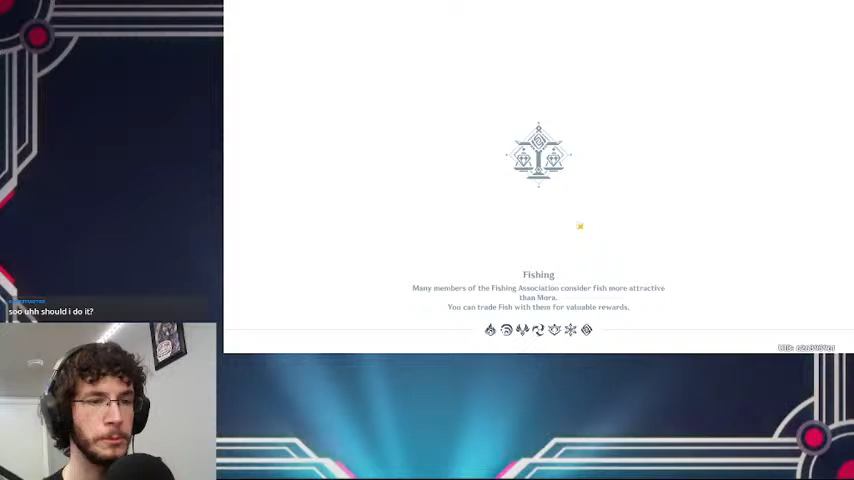 soo uhh should i do it?
Fishing
Many members of the Fishing Association consider fish more attractive
than Mora.
You can trade Fish with them for valuable rewards.